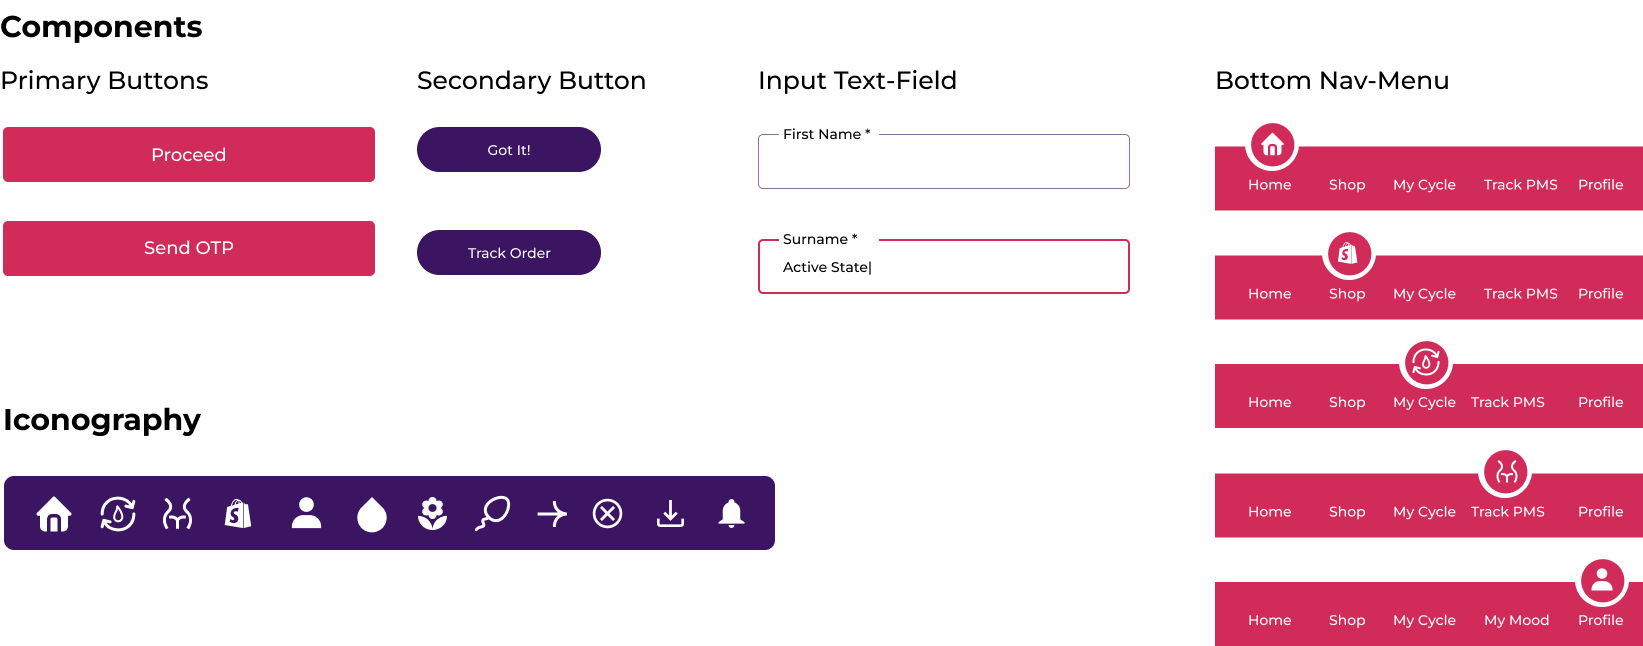 Components
Primary Buttons
Proceed
Send OTP
Secondary Button
Got It!
Track Order
Input Text-Field
First Name *
Surname *
Active State|
Bottom Nav-Menu
Home Shop My Cycle Track PMS Profile
Home Shop My Cycle Track PMS Profile
Home Shop My Cycle Track PMS Profile
Home Shop My Cycle Track PMS Profile
Home Shop My Cycle My Mood Profile
Iconography